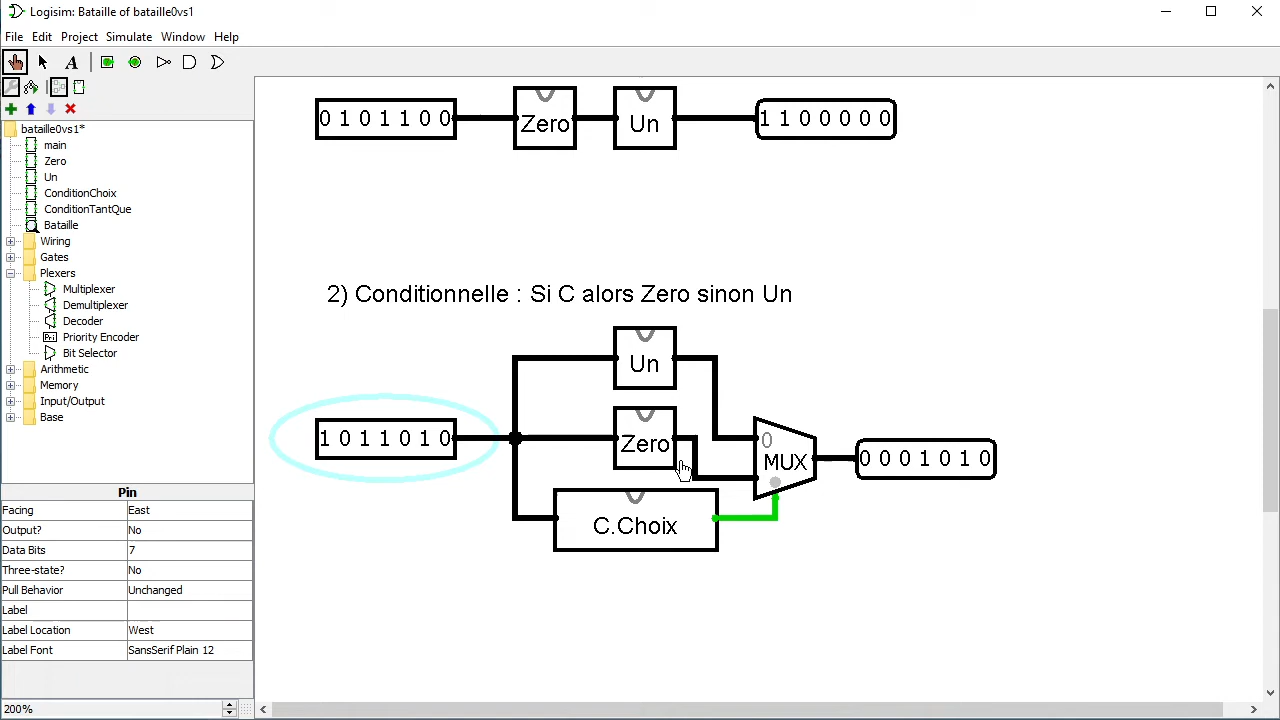 Logisim: Bataille of bataille0vs1
File Edit Project Simulate Window Help
A
bataille0vs1*
main
Zero
Un
ConditionChoix
ConditionTantQue
Bataille
Wiring
Gates
Plexers
Multiplexer
Demultiplexer
Decoder
Pri Priority Encoder
Bit Selector
Arithmetic
Memory
Input/Output
Base
Pin
Facing East
Output? No
Data Bits 7
Three-state? No
Pull Behavior Unchanged
Label
Label Location West
Label Font SansSerif Plain 12
200%
0 1 0 1 1 0 0 Zero Un 1 1 0 0 0 0 0
2) Conditionnelle : Si C alors Zero sinon Un
Un
1 0 1 1 0 1 0 Zero 0 MUX 0 0 0 1 0 1 0
C.Choix